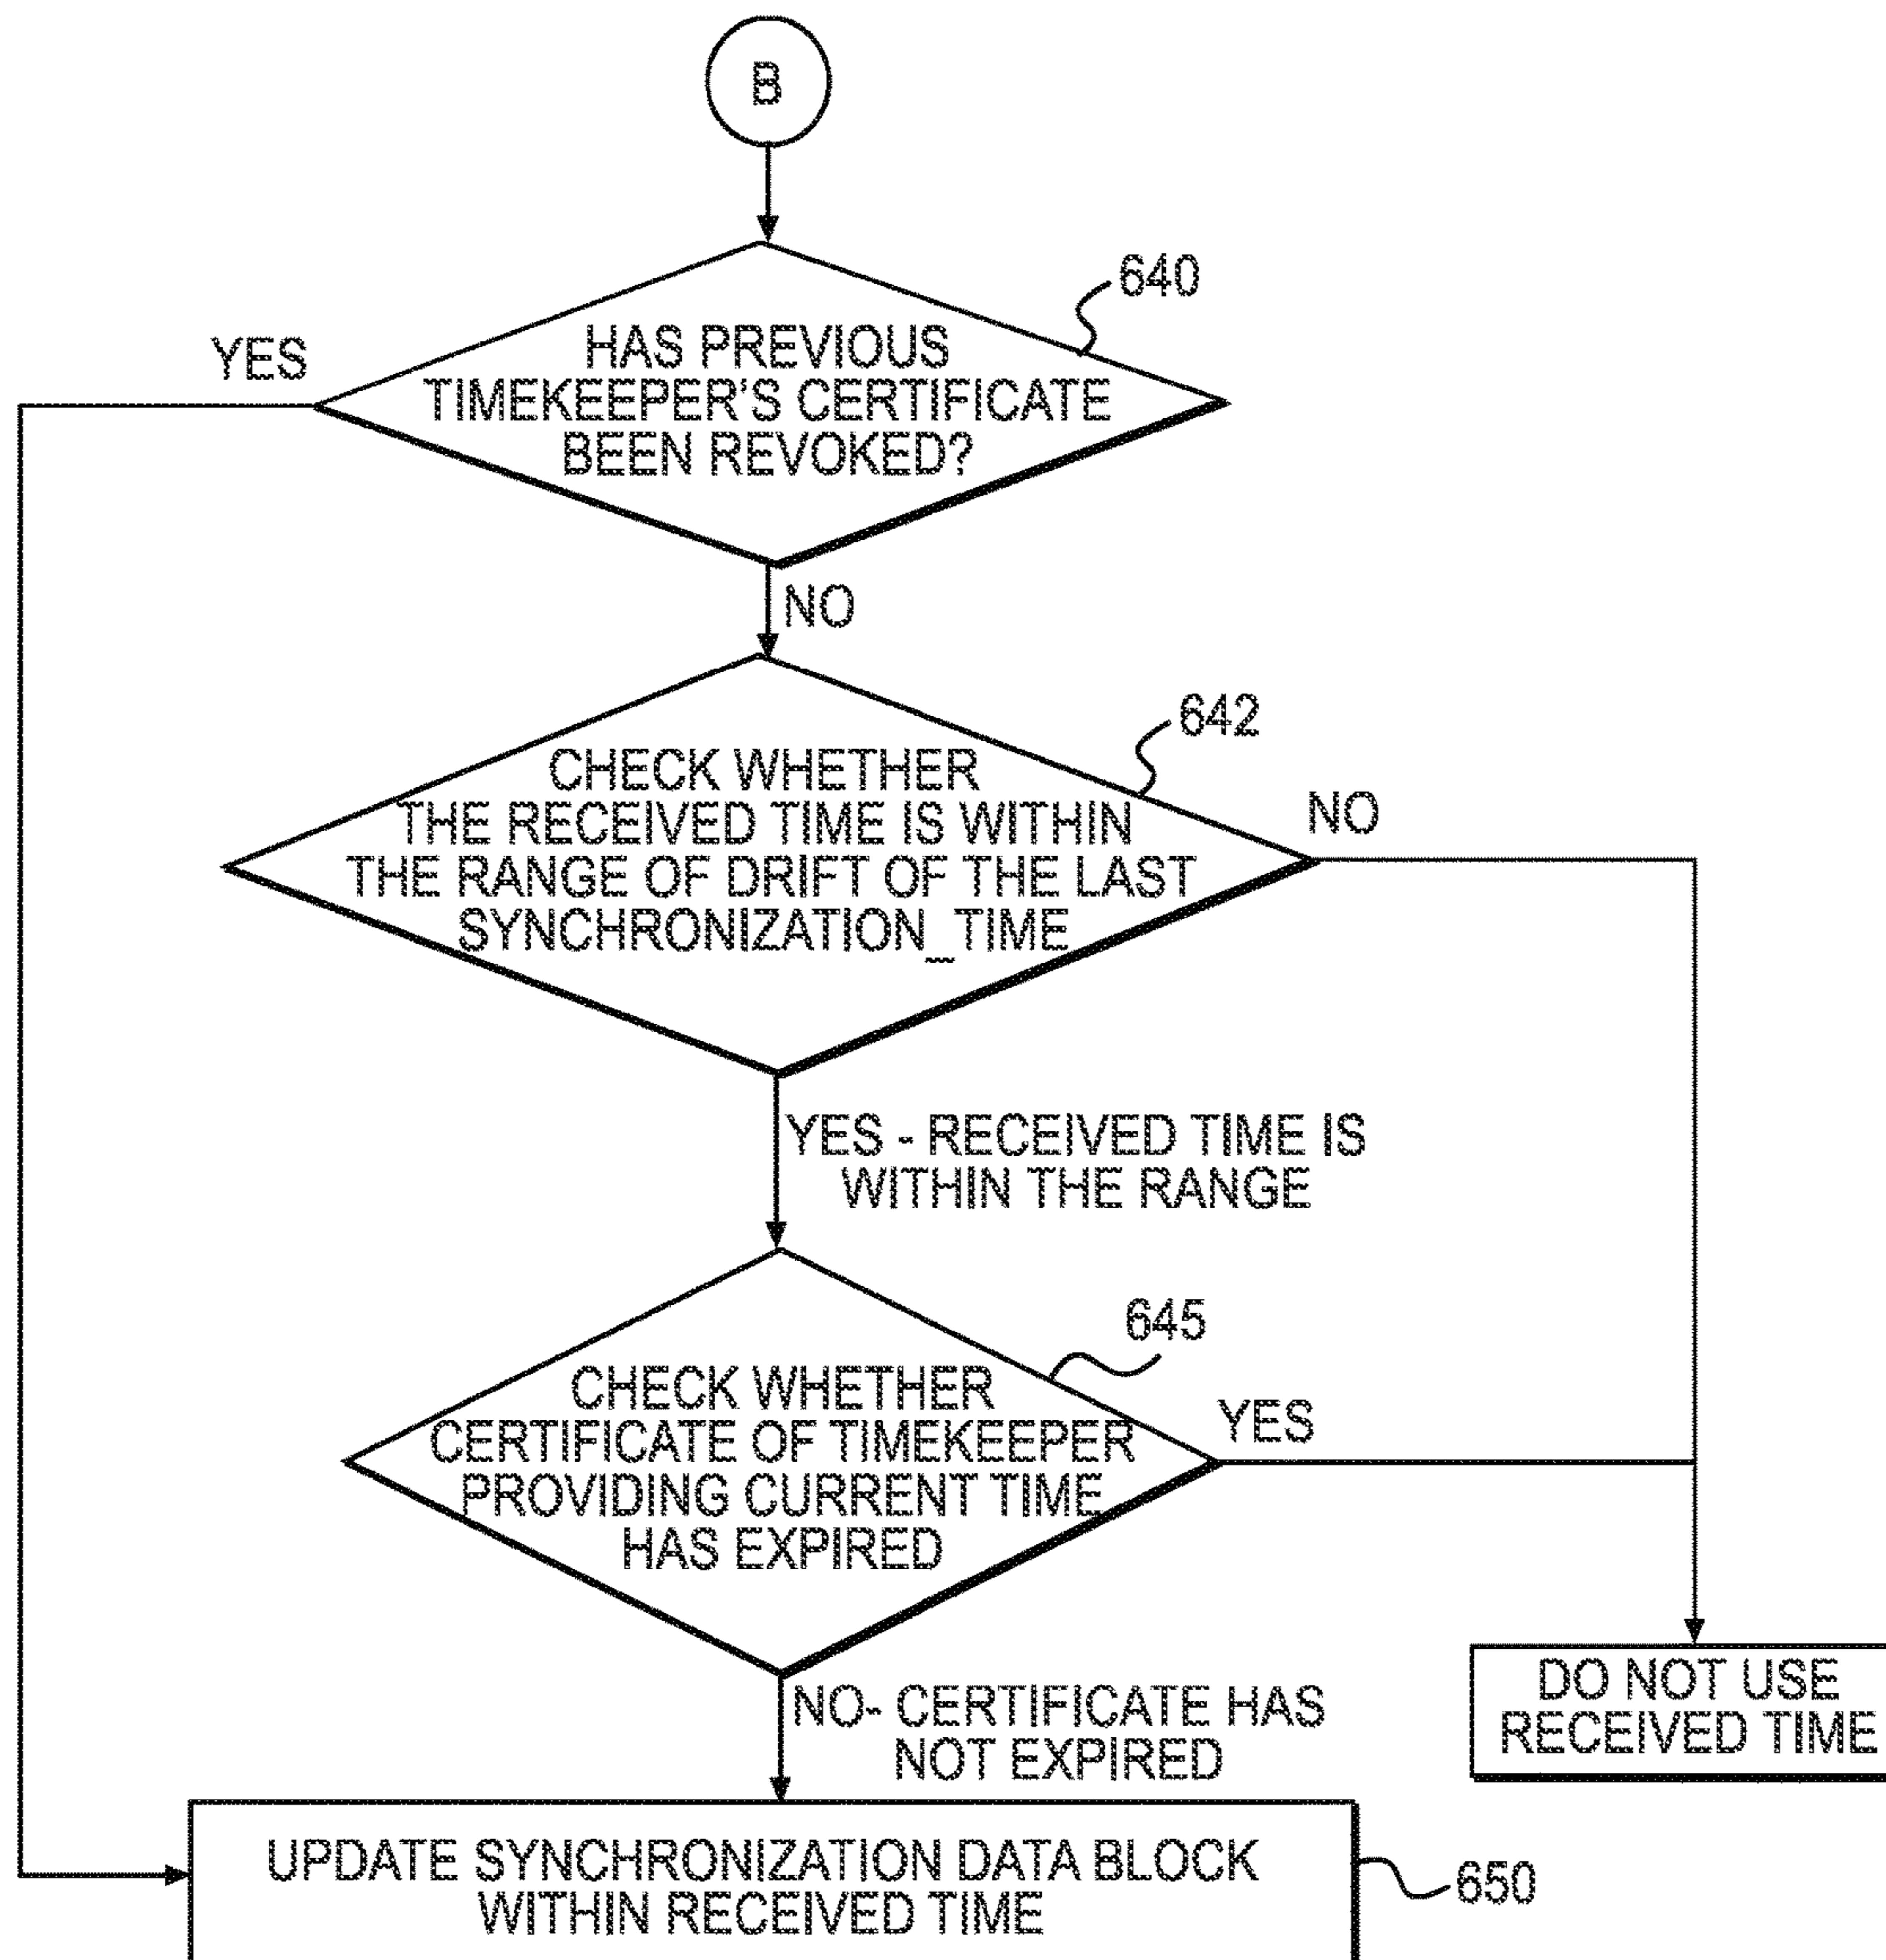 B
640
HAS PREVIOUS
TIMEKEEPER'S CERTIFICATE
BEEN REVOKED?
YES
NO
642
CHECK WHETHER
THE RECEIVED TIME IS WITHIN
THE RANGE OF DRIFT OF THE LAST
SYNCHRONIZATION_TIME
NO
YES - RECEIVED TIME IS
WITHIN THE RANGE
645
CHECK WHETHER
CERTIFICATE OF TIMEKEEPER
PROVIDING CURRENT TIME
HAS EXPIRED
YES
NO- CERTIFICATE HAS
NOT EXPIRED
DO NOT USE
RECEIVED TIME
UPDATE SYNCHRONIZATION DATA BLOCK
WITHIN RECEIVED TIME
650